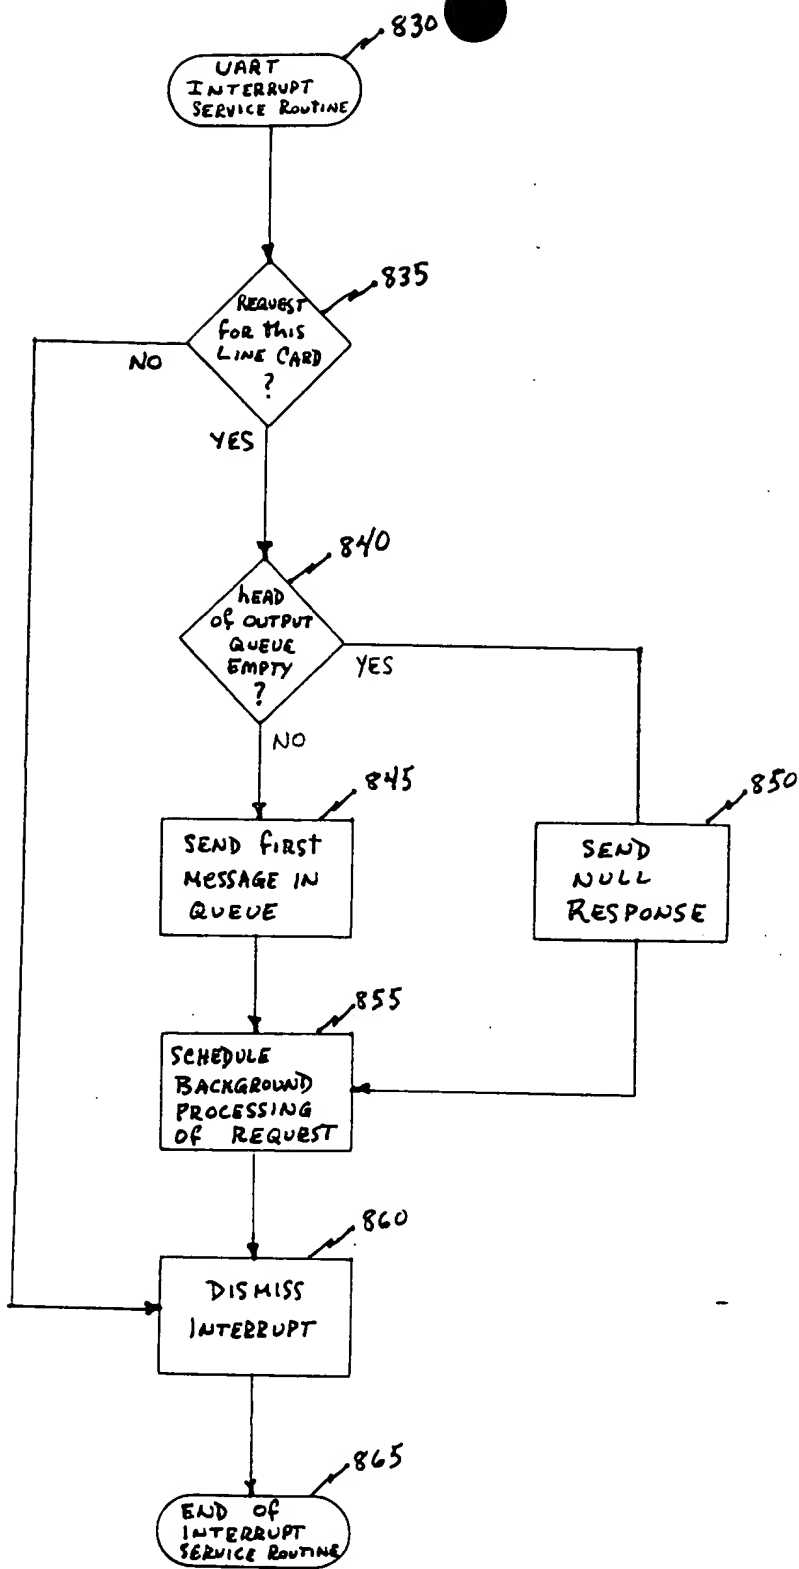 830
UART
INTERRUPT
SERVICE ROUTINE
835
REQUEST
FOR this
LINE CARD
?
NO
YES
840
hEAD
of OUTPUT
QUEUE
EMPTY
?
YES
NO
845
SEND first
MESSAGE IN
QUEUE
850
SEND
NULL
RESPONSE
855
SCHEDULE
BACKGROUND
PROCESSING
Of REQUEST
860
DISMISS
INTERRUPT
865
END Of
INTERRUPT
SERVICE ROUTINE